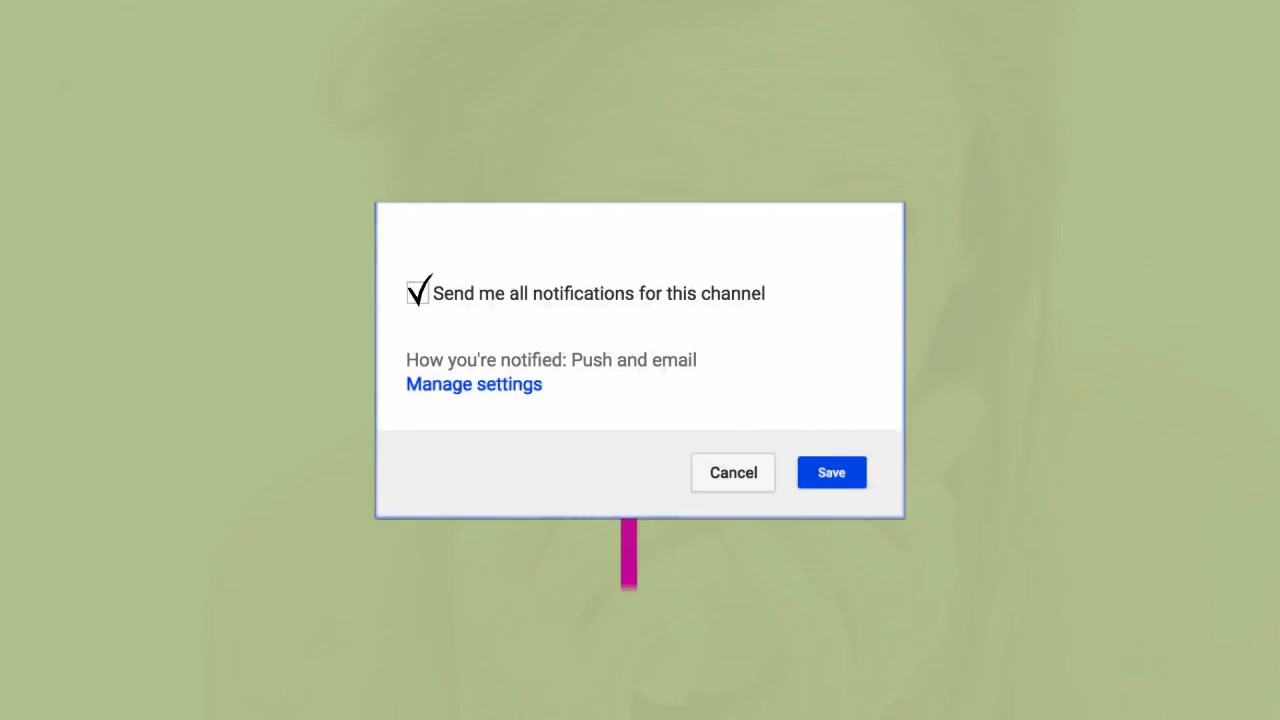 Send me all notifications for this channel
How you're notified: Push and email
Manage settings
Cancel
Save